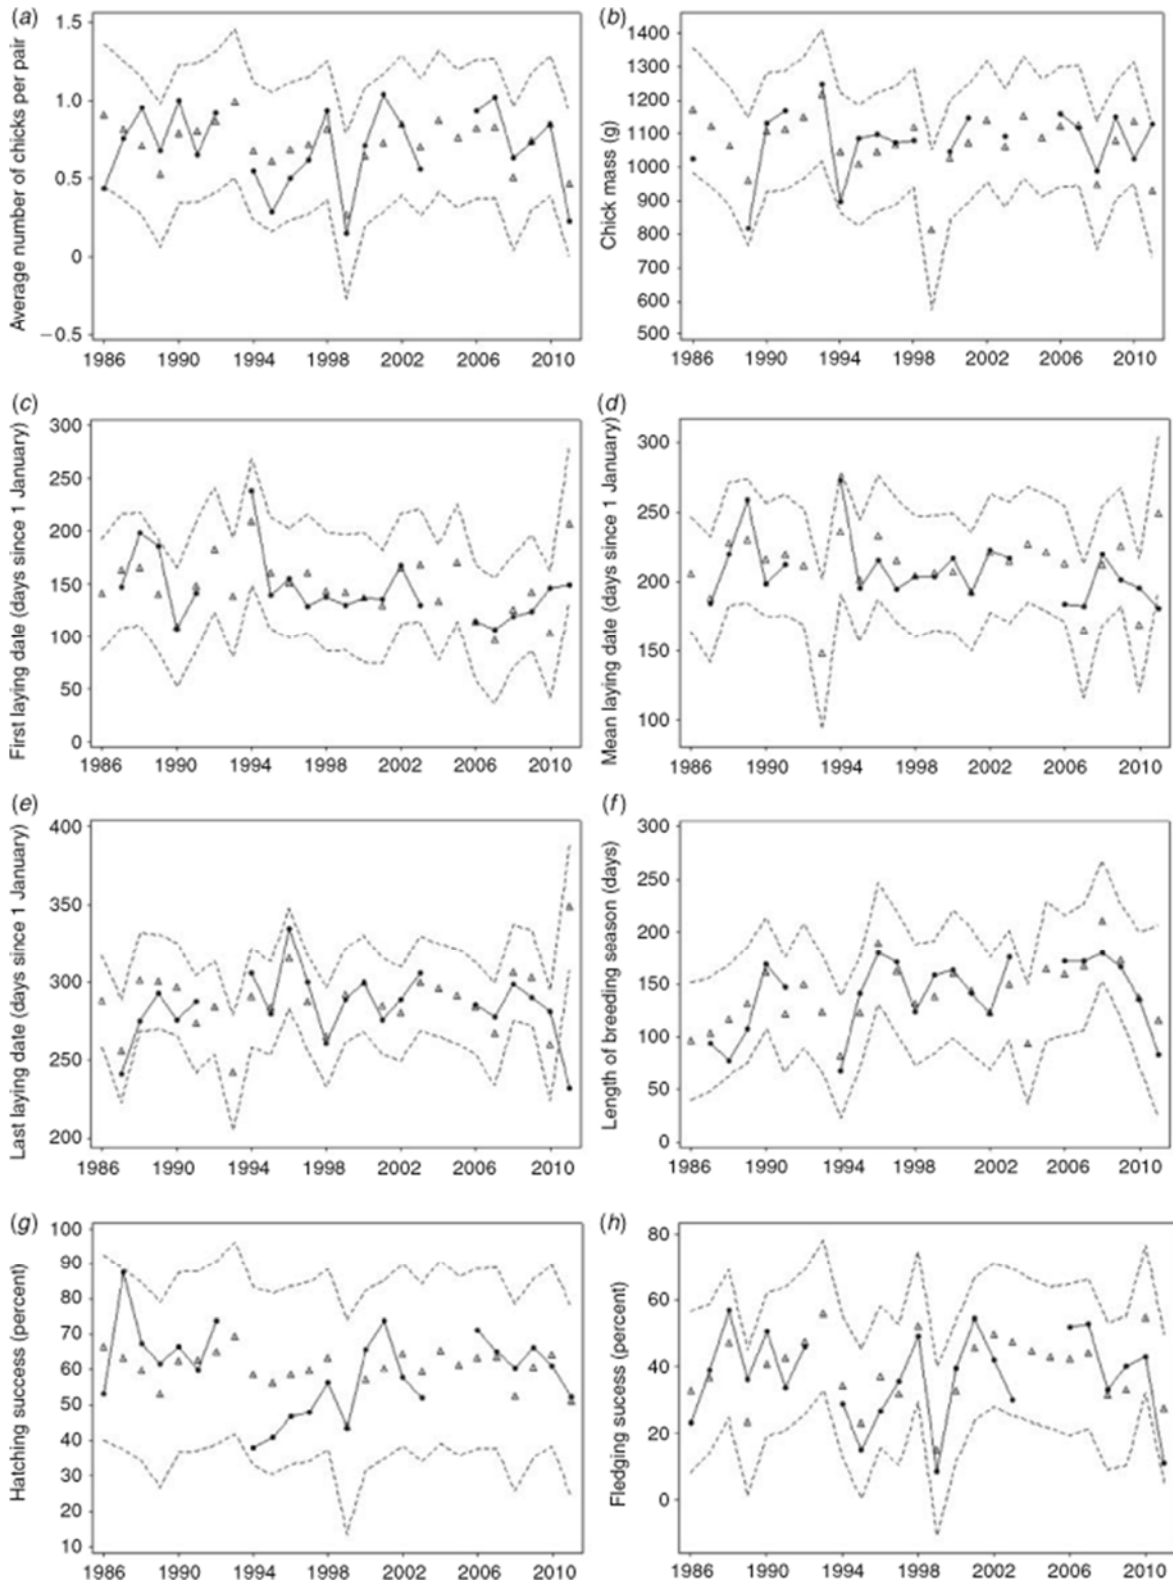 (a)
Average number of chicks per pair
1.5
1.0
0.5
0
−0.5
1986 1990 1994 1998 2002 2006 2010
(b)
Chick mass (g)
1400
1300
1200
1100
1000
900
800
700
600
500
1986 1990 1994 1998 2002 2006 2010
(c)
First laying date (days since 1 January)
300
250
200
150
100
50
0
1986 1990 1994 1998 2002 2006 2010
(d)
Mean laying date (days since 1 January)
300
250
200
150
100
1986 1990 1994 1998 2002 2006 2010
(e)
Last laying date (days since 1 January)
400
350
300
250
200
1986 1990 1994 1998 2002 2006 2010
(f)
Length of breeding season (days)
300
250
200
150
100
50
0
1986 1990 1994 1998 2002 2006 2010
(g)
Hatching success (percent)
100
90
80
70
60
50
40
30
20
10
1986 1990 1994 1998 2002 2006 2010
(h)
Fledging sucess (percent)
80
60
40
20
0
1986 1990 1994 1998 2002 2006 2010